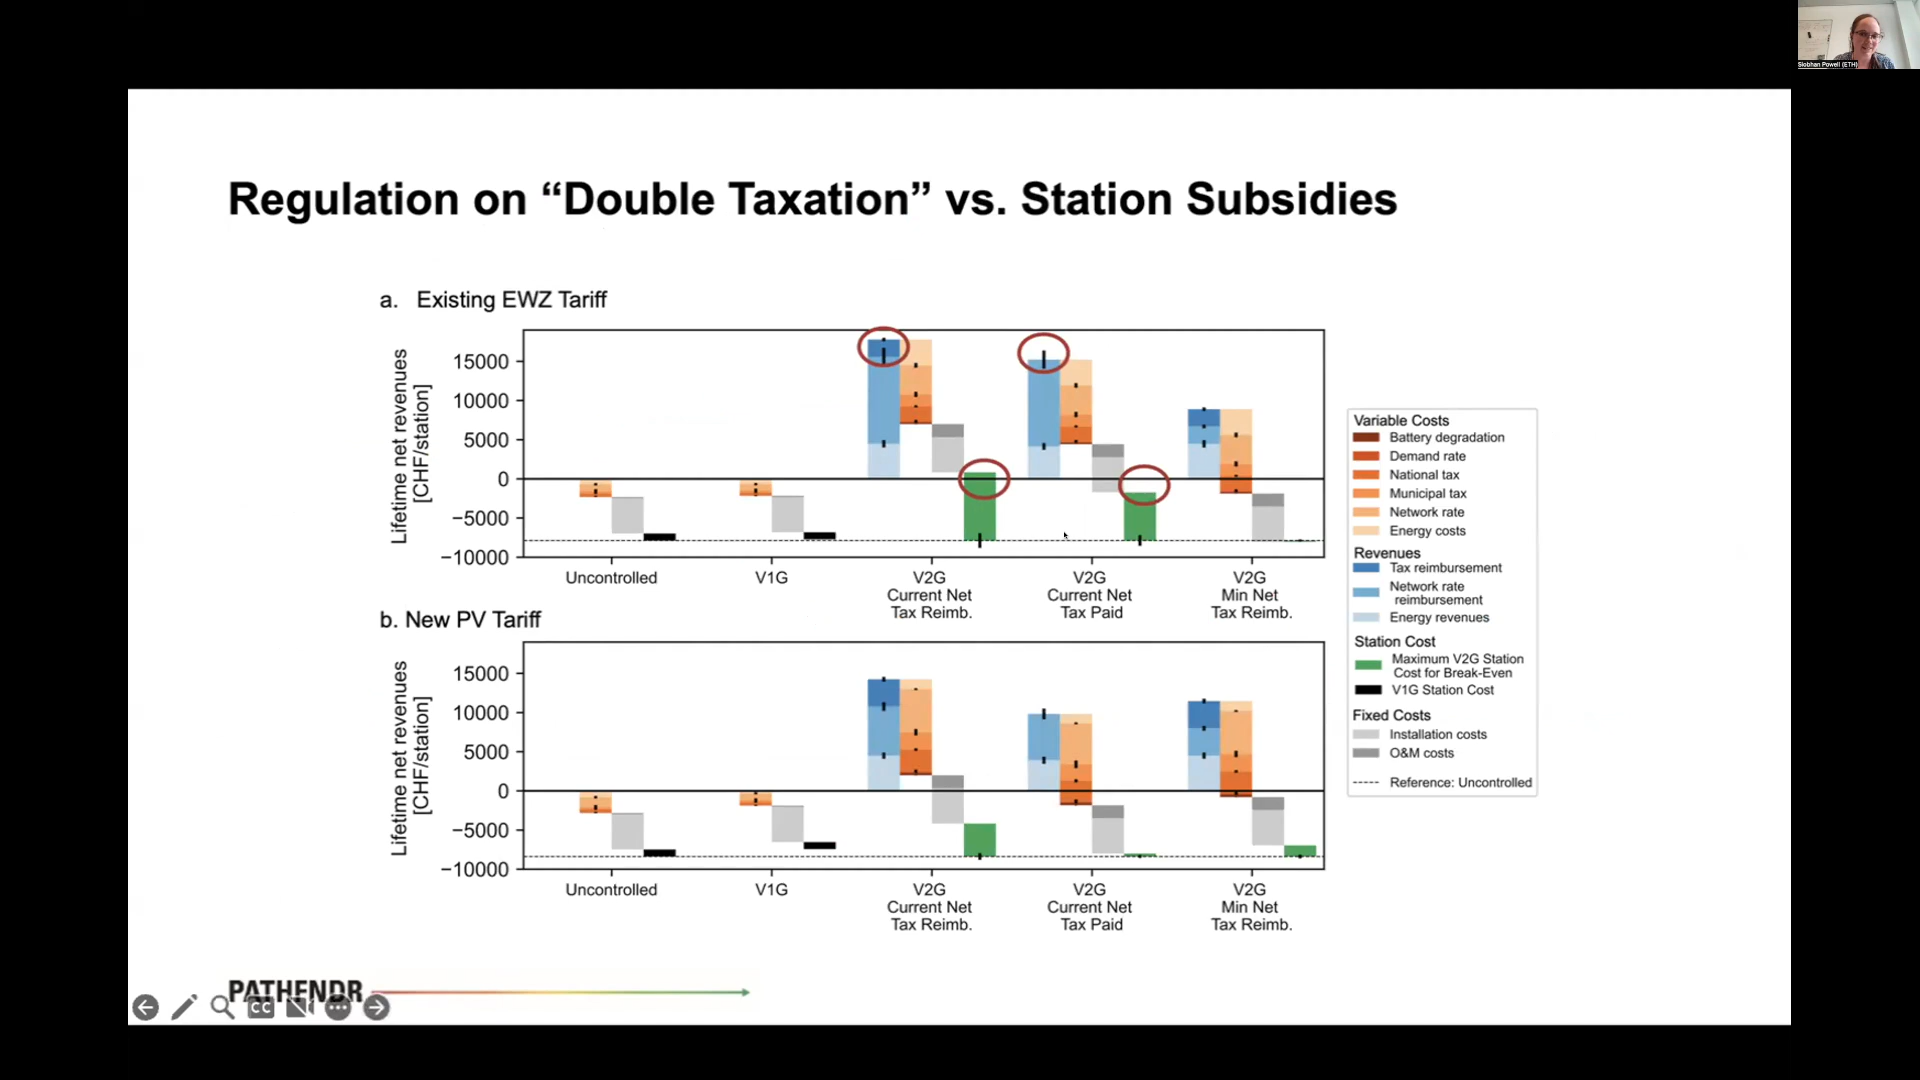 Siobhan Powell (ETH)
Regulation on “Double Taxation” vs. Station Subsidies
a. Existing EWZ Tariff
Lifetime net revenues
[CHF/station]
15000
10000
5000
0
−5000
−10000
Uncontrolled
V1G
V2G
Current Net
Tax Reimb.
V2G
Current Net
Tax Paid
V2G
Min Net
Tax Reimb.
b. New PV Tariff
Lifetime net revenues
[CHF/station]
15000
10000
5000
0
−5000
−10000
Uncontrolled
V1G
V2G
Current Net
Tax Reimb.
V2G
Current Net
Tax Paid
V2G
Min Net
Tax Reimb.
Variable Costs
Battery degradation
Demand rate
National tax
Municipal tax
Network rate
Energy costs
Revenues
Tax reimbursement
Network rate
reimbursement
Energy revenues
Station Cost
Maximum V2G Station
Cost for Break-Even
V1G Station Cost
Fixed Costs
Installation costs
O&M costs
Reference: Uncontrolled
PATHFNDR
CC